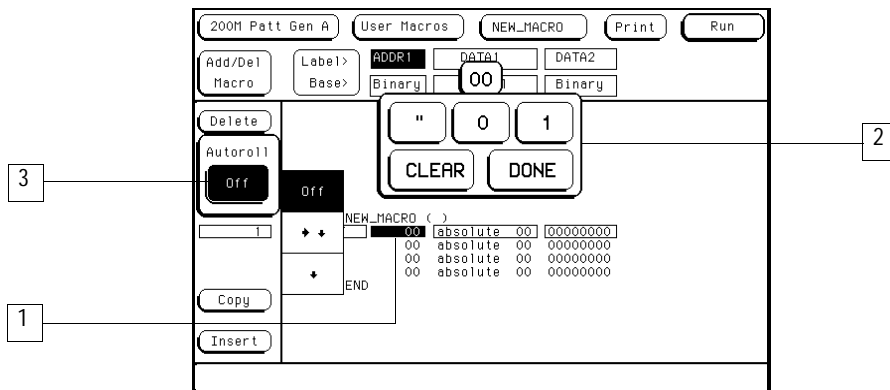 200M Patt Gen A User Macros NEW_MACRO Print Run
Add/Del Macro
Label> ADDR1 DATA1 DATA2
Base> Binary Binary
00
" 0 1
CLEAR DONE
2
Delete
Autoroll
Off
3
Off
NEW_MACRO ( )
1 00 absolute 00 00000000
00 absolute 00 00000000
00 absolute 00 00000000
00 absolute 00 00000000
END
Copy
1
Insert